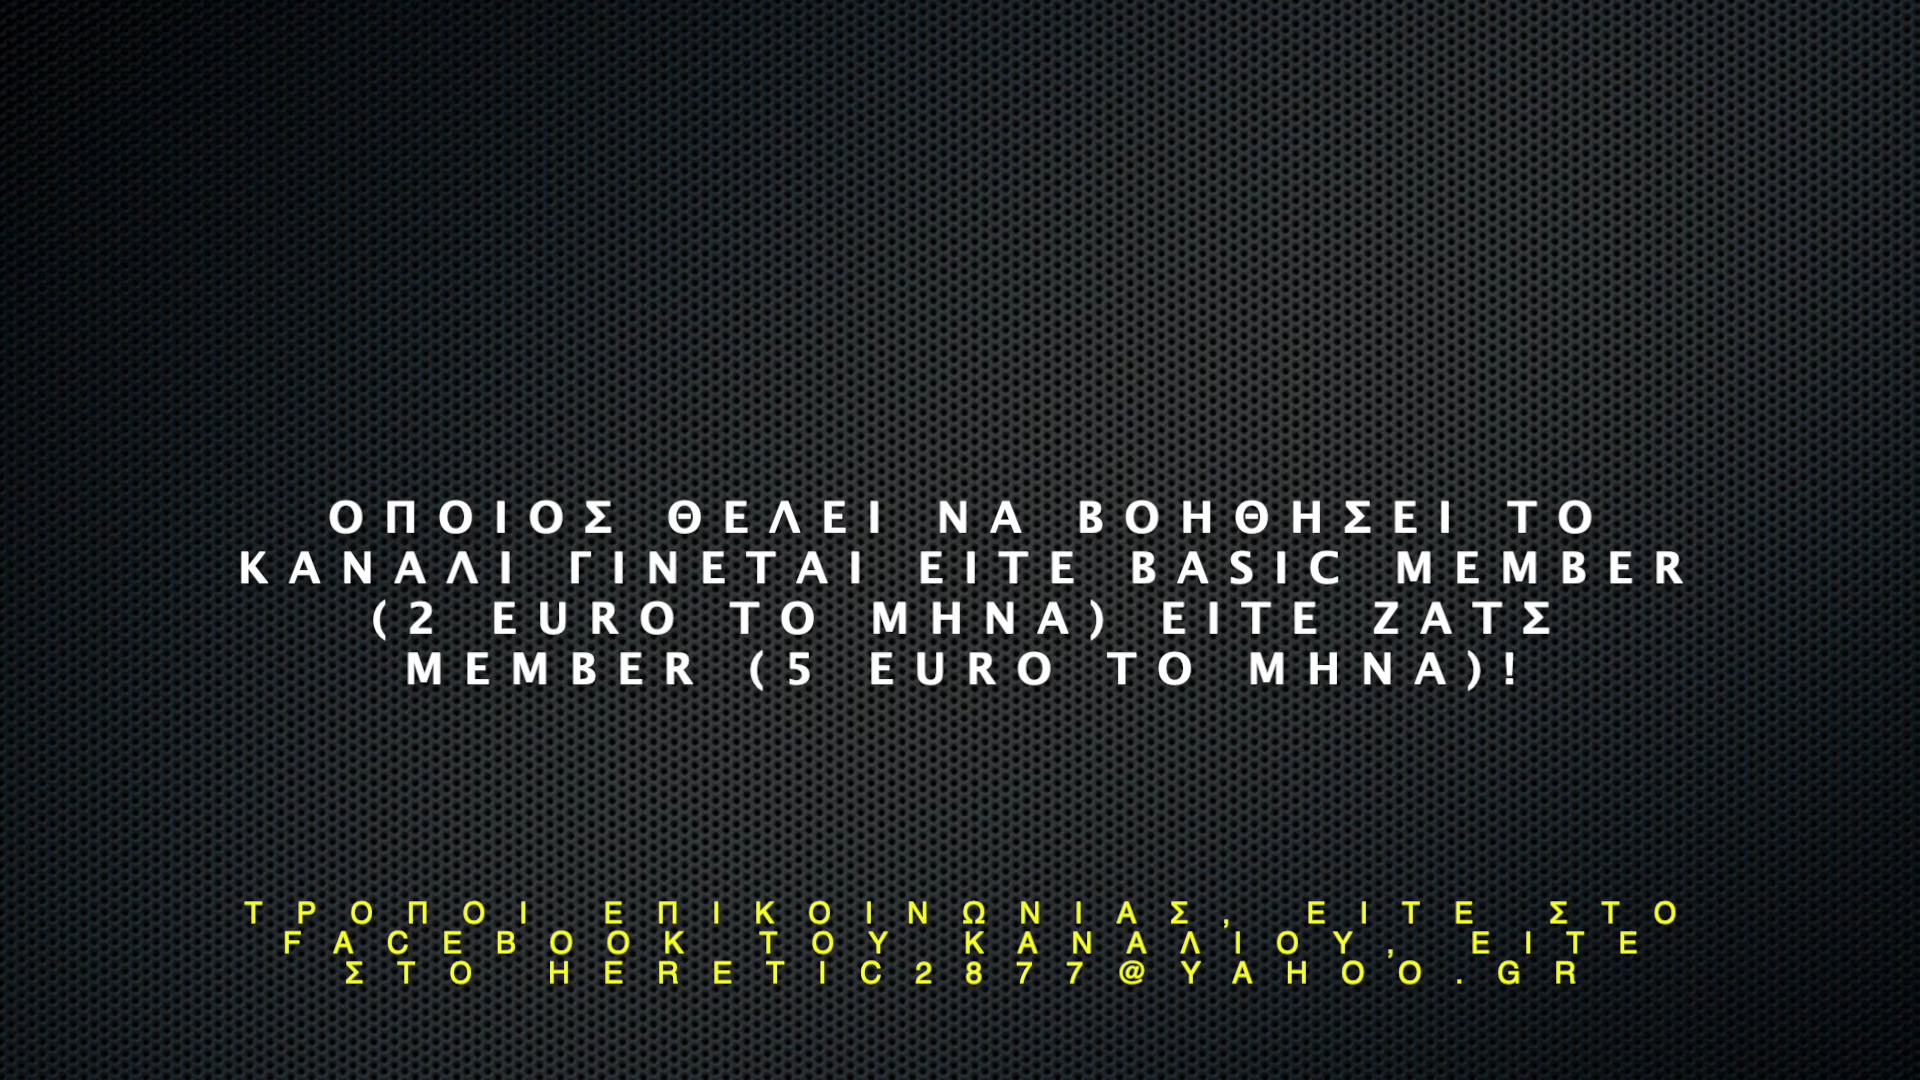 ΟΠΟΙΟΣ ΘΕΛΕΙ ΝΑ ΒΟΗΘΗΣΕΙ ΤΟ
ΚΑΝΑΛΙ ΓΙΝΕΤΑΙ ΕΙΤΕ BASIC MEMBER
(2 EURO ΤΟ ΜΗΝΑ) ΕΙΤΕ ΖΑΤΣ
MEMBER (5 EURO ΤΟ ΜΗΝΑ)!
ΤΡΟΠΟΙ ΕΠΙΚΟΙΝΩΝΙΑΣ, ΕΙΤΕ ΣΤΟ
FACEBOOK ΤΟΥ ΚΑΝΑΛΙΟΥ, ΕΙΤΕ
ΣΤΟ HERETIC2877@YAHOO.GR